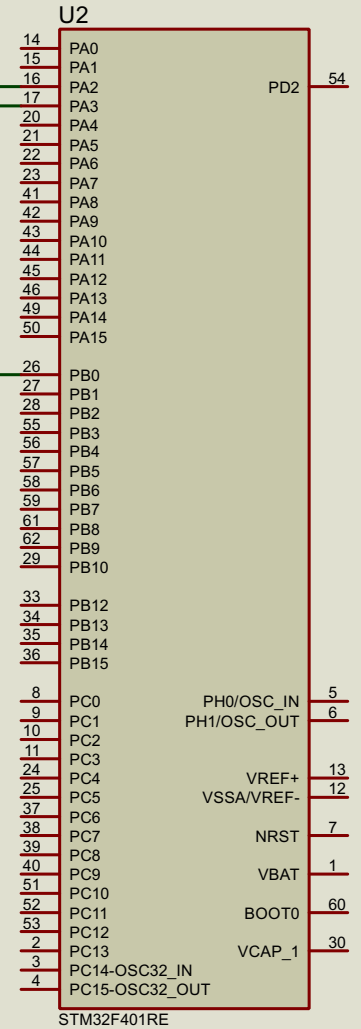 U2
14 PA0
15 PA1
16 PA2 PD2 54
17 PA3
20 PA4
21 PA5
22 PA6
23 PA7
41 PA8
42 PA9
43 PA10
44 PA11
45 PA12
46 PA13
49 PA14
50 PA15
26 PB0
27 PB1
28 PB2
55 PB3
56 PB4
57 PB5
58 PB6
59 PB7
61 PB8
62 PB9
29 PB10
33 PB12
34 PB13
35 PB14
36 PB15
8 PC0 PH0/OSC_IN 5
9 PC1 PH1/OSC_OUT 6
10 PC2
11 PC3
24 PC4 VREF+ 13
25 PC5 VSSA/VREF- 12
37 PC6
38 PC7 NRST 7
39 PC8
40 PC9 VBAT 1
51 PC10
52 PC11 BOOT0 60
53 PC12
2 PC13 VCAP_1 30
3 PC14-OSC32_IN
4 PC15-OSC32_OUT
STM32F401RE